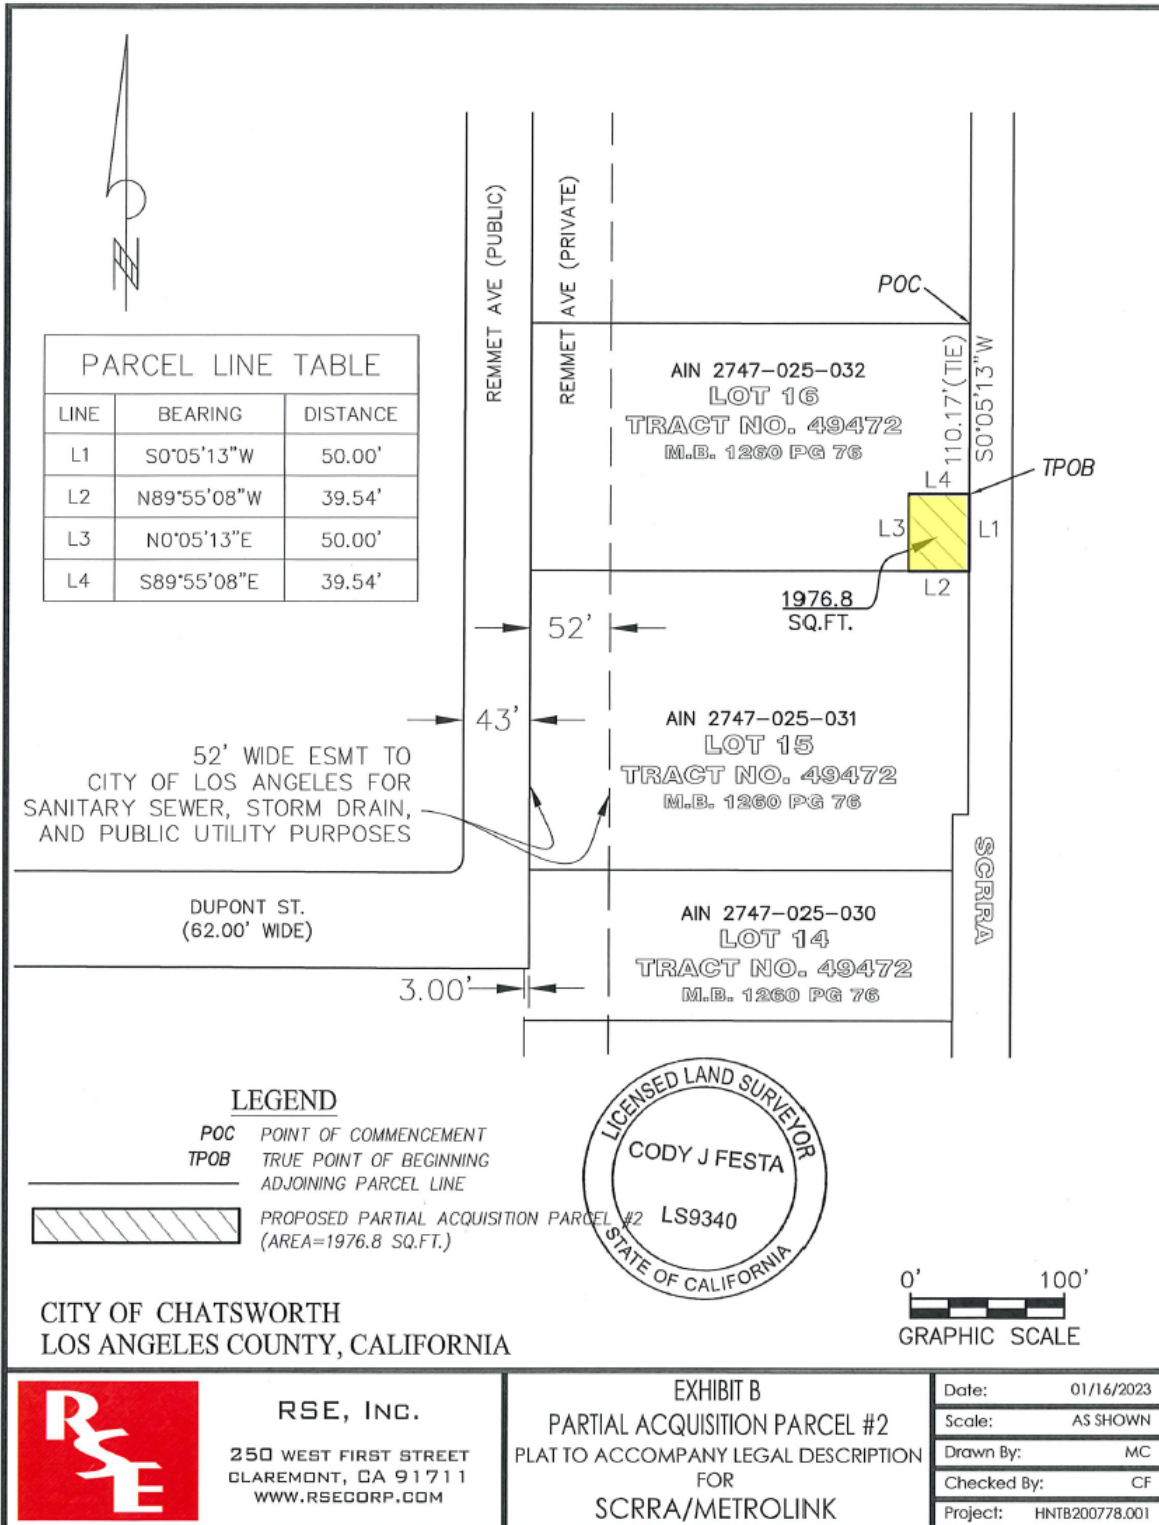 N
REMMET AVE (PUBLIC)
REMMET AVE (PRIVATE)
POC
110.17'(TIE)
S0°05'13"W
TPOB
PARCEL LINE TABLE
LINE BEARING DISTANCE
L1 S0°05'13"W 50.00'
L2 N89°55'08"W 39.54'
L3 N0°05'13"E 50.00'
L4 S89°55'08"E 39.54'
AIN 2747-025-032
LOT 16
TRACT NO. 49472
M.B. 1260 PG 76
L4
L3
L1
L2
1976.8
SQ.FT.
52'
43'
52' WIDE ESMT TO
CITY OF LOS ANGELES FOR
SANITARY SEWER, STORM DRAIN,
AND PUBLIC UTILITY PURPOSES
AIN 2747-025-031
LOT 15
TRACT NO. 49472
M.B. 1260 PG 76
SCRRA
DUPONT ST.
(62.00' WIDE)
3.00'
AIN 2747-025-030
LOT 14
TRACT NO. 49472
M.B. 1260 PG 76
LEGEND
POC POINT OF COMMENCEMENT
TPOB TRUE POINT OF BEGINNING
ADJOINING PARCEL LINE
PROPOSED PARTIAL ACQUISITION PARCEL #2
(AREA=1976.8 SQ.FT.)
LICENSED LAND SURVEYOR
CODY J FESTA
LS9340
STATE OF CALIFORNIA
0' 100'
GRAPHIC SCALE
CITY OF CHATSWORTH
LOS ANGELES COUNTY, CALIFORNIA
RSE
RSE, INC.
250 WEST FIRST STREET
CLAREMONT, CA 91711
WWW.RSECORP.COM
EXHIBIT B
PARTIAL ACQUISITION PARCEL #2
PLAT TO ACCOMPANY LEGAL DESCRIPTION
FOR
SCRRA/METROLINK
Date: 01/16/2023
Scale: AS SHOWN
Drawn By: MC
Checked By: CF
Project: HNTB200778.001